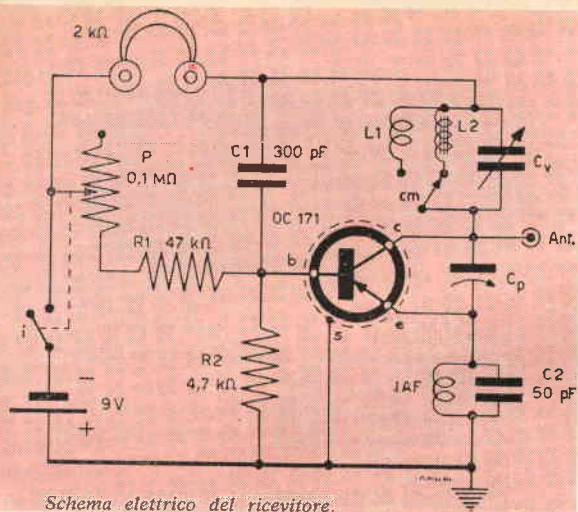 2 kΩ
P
0,1 MΩ
C1 300 pF
L1
L2
Cv
cm
OC 171
R1 47 kΩ
b
c
e
s
Ant.
Cp
i
R2
4,7 kΩ
JAF
C2
50 pF
−
9V
+
Schema elettrico del ricevitore.